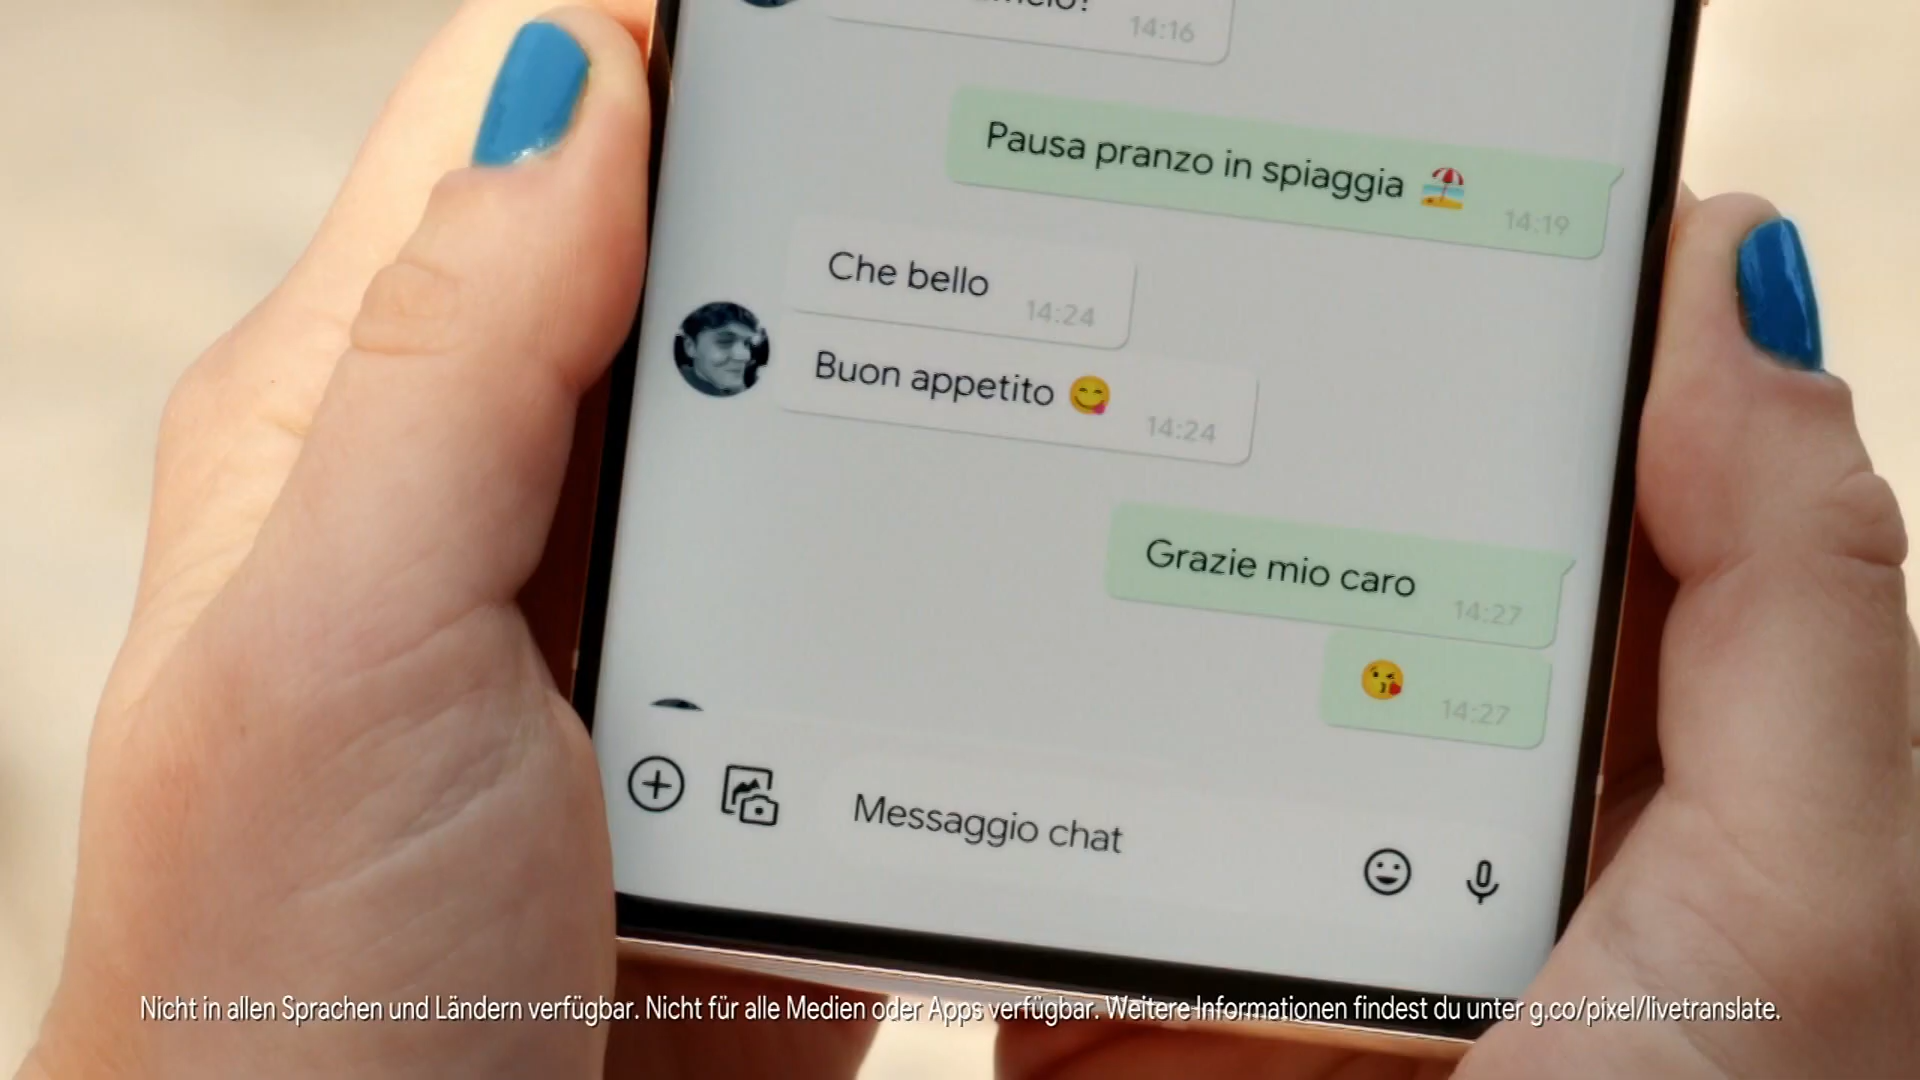 14:16
Pausa pranzo in spiaggia 🏖️
14:19
Che bello
14:24
Buon appetito 😋
14:24
Grazie mio caro
14:27
😘
14:27
Messaggio chat
Nicht in allen Sprachen und Ländern verfügbar. Nicht für alle Medien oder Apps verfügbar. Weitere Informationen findest du unter g.co/pixel/livetranslate.